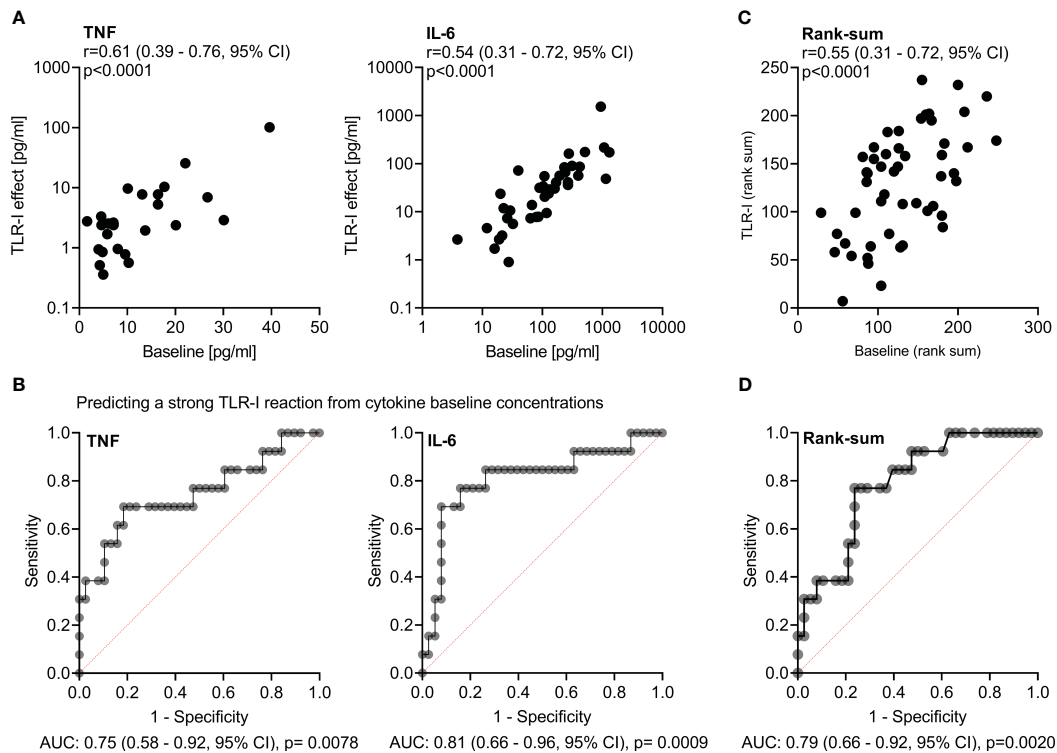 A
TNF
r=0.61 (0.39 - 0.76, 95% CI)
p<0.0001
1000
100
10
1
0.1
TLR-I effect [pg/ml]
0 10 20 30 40 50
Baseline [pg/ml]
IL-6
r=0.54 (0.31 - 0.72, 95% CI)
p<0.0001
10000
1000
100
10
1
0.1
TLR-I effect [pg/ml]
1 10 100 1000 10000
Baseline [pg/ml]
C
Rank-sum
r=0.55 (0.31 - 0.72, 95% CI)
p<0.0001
250
200
150
100
50
0
TLR-I (rank sum)
0 100 200 300
Baseline (rank sum)
B
Predicting a strong TLR-I reaction from cytokine baseline concentrations
TNF
1.0
0.8
0.6
0.4
0.2
0.0
Sensitivity
0.0 0.2 0.4 0.6 0.8 1.0
1 - Specificity
AUC: 0.75 (0.58 - 0.92, 95% CI), p= 0.0078
IL-6
1.0
0.8
0.6
0.4
0.2
0.0
Sensitivity
0.0 0.2 0.4 0.6 0.8 1.0
1 - Specificity
AUC: 0.81 (0.66 - 0.96, 95% CI), p= 0.0009
D
Rank-sum
1.0
0.8
0.6
0.4
0.2
0.0
Sensitivity
0.0 0.2 0.4 0.6 0.8 1.0
1 - Specificity
AUC: 0.79 (0.66 - 0.92, 95% CI), p=0.0020